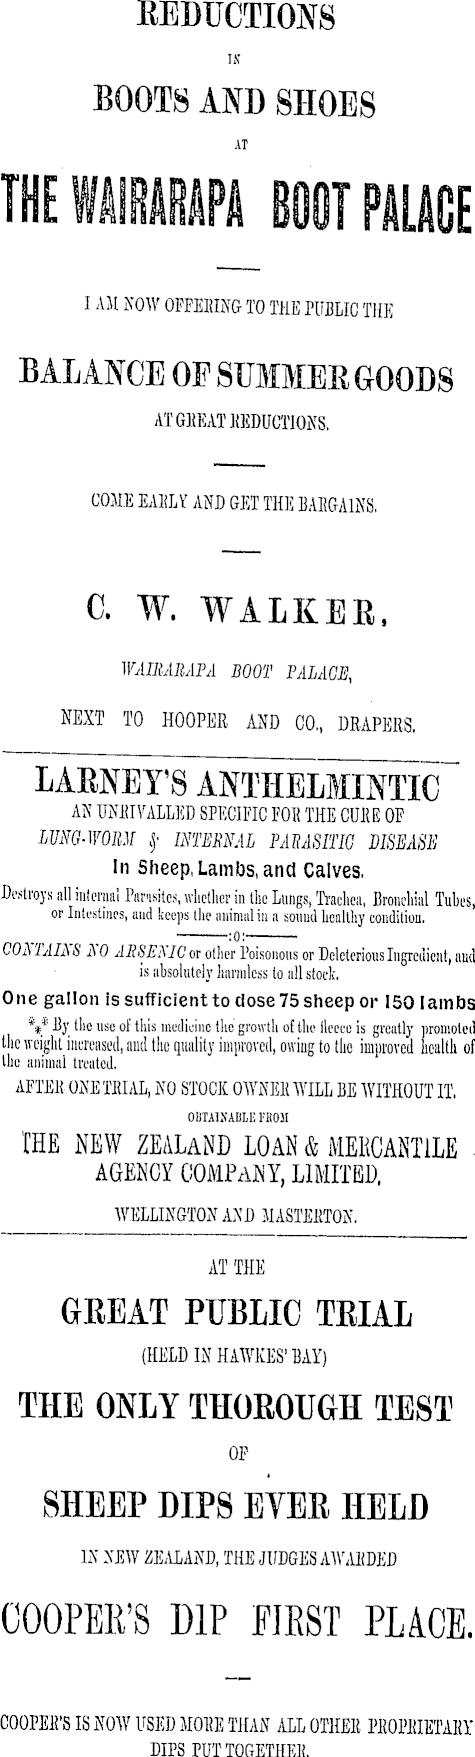 REDUCTIONS
IN
BOOTS AND SHOES
AT
THE WAIRARAPA BOOT PALACE
I AM NOW OFFERING TO THE PUBLIC THE
BALANCE OF SUMMER GOODS
AT GREAT REDUCTIONS.
COME EARLY AND GET THE BARGAINS.
C. W. WALKER,
WAIRARAPA BOOT PALACE,
NEXT TO HOOPER AND CO., DRAPERS.
LARNEY'S ANTHELMINTIC
AN UNRIVALLED SPECIFIC FOR THE CURE OF
LUNG-WORM & INTERNAL PARASITIC DISEASE
In Sheep, Lambs, and Calves.
Destroys all internal Parasites, whether in the Lungs, Trachea, Bronchial Tubes,
or Intestines, and keeps the animal in a sound healthy condition.
:o:
CONTAINS NO ARSENIC or other Poisonous or Deleterious Ingredient, and
is absolutely harmless to all stock.
One gallon is sufficient to dose 75 sheep or 150 lambs
*** By the use of this medicine the growth of the fleece is greatly promoted
the weight increased, and the quality improved, owing to the improved health of
the animal treated.
AFTER ONE TRIAL, NO STOCK OWNER WILL BE WITHOUT IT.
OBTAINABLE FROM
THE NEW ZEALAND LOAN & MERCANTILE
AGENCY COMPANY, LIMITED,
WELLINGTON AND MASTERTON.
AT THE
GREAT PUBLIC TRIAL
(HELD IN HAWKES' BAY)
THE ONLY THOROUGH TEST
OF
SHEEP DIPS EVER HELD
IN NEW ZEALAND, THE JUDGES AWARDED
COOPER'S DIP FIRST PLACE.
COOPER'S IS NOW USED MORE THAN ALL OTHER PROPRIETARY
DIPS PUT TOGETHER.